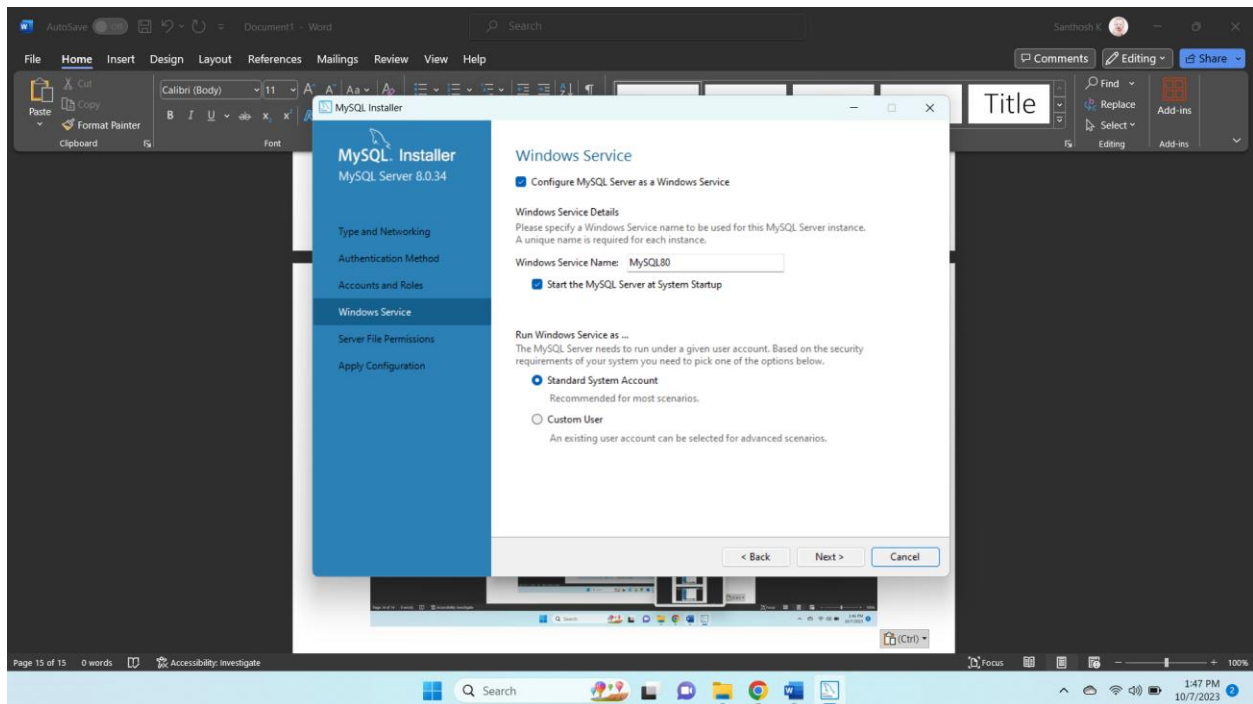 AutoSave Off Document1 - Word Search Santhosh K
File Home Insert Design Layout References Mailings Review View Help Comments Editing Share
Paste
Cut
Copy
Format Painter
Clipboard
Calibri (Body) 11
Font
Title
Find
Replace
Select
Editing
Add-ins
Add-ins
MySQL Installer
MySQL. Installer
MySQL Server 8.0.34
Type and Networking
Authentication Method
Accounts and Roles
Windows Service
Server File Permissions
Apply Configuration
Windows Service
Configure MySQL Server as a Windows Service
Windows Service Details
Please specify a Windows Service name to be used for this MySQL Server instance.
A unique name is required for each instance.
Windows Service Name: MySQL80
Start the MySQL Server at System Startup
Run Windows Service as ...
The MySQL Server needs to run under a given user account. Based on the security
requirements of your system you need to pick one of the options below.
Standard System Account
Recommended for most scenarios.
Custom User
An existing user account can be selected for advanced scenarios.
< Back Next > Cancel
(Ctrl)
Page 15 of 15 0 words Accessibility: Investigate Focus 100%
Search
1:47 PM
10/7/2023
2